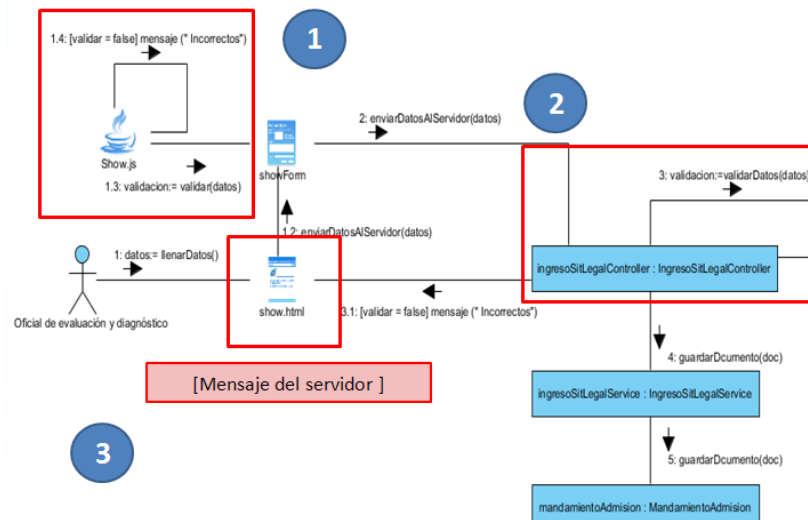 1.4: [validar = false] mensaje (" Incorrectos")
1
2
2: enviarDatosAlServidor(datos)
Show.js
showForm
1.3: validacion:= validar(datos)
3: validacion:=validarDatos(datos)
1.2: enviarDatosAlServidor(datos)
1: datos:= llenarDatos()
ingresoSitLegalController : IngresoSitLegalController
show.html
3.1: [validar = false] mensaje (" Incorrectos")
Oficial de evaluación y diagnóstico
4: guardarDcumento(doc)
[Mensaje del servidor ]
ingresoSitLegalService : IngresoSitLegalService
3
5: guardarDcumento(doc)
mandamientoAdmision : MandamientoAdmision